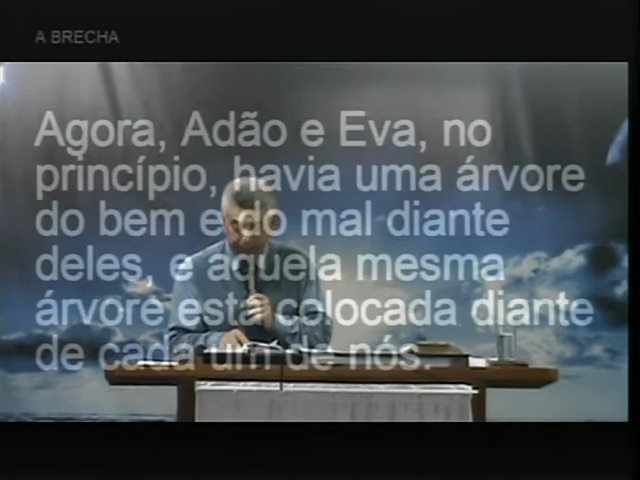 A BRECHA
Agora, Adão e Eva, no
princípio, havia uma árvore
do bem e do mal diante
deles, e aquela mesma
árvore está colocada diante
de cada um de nós.